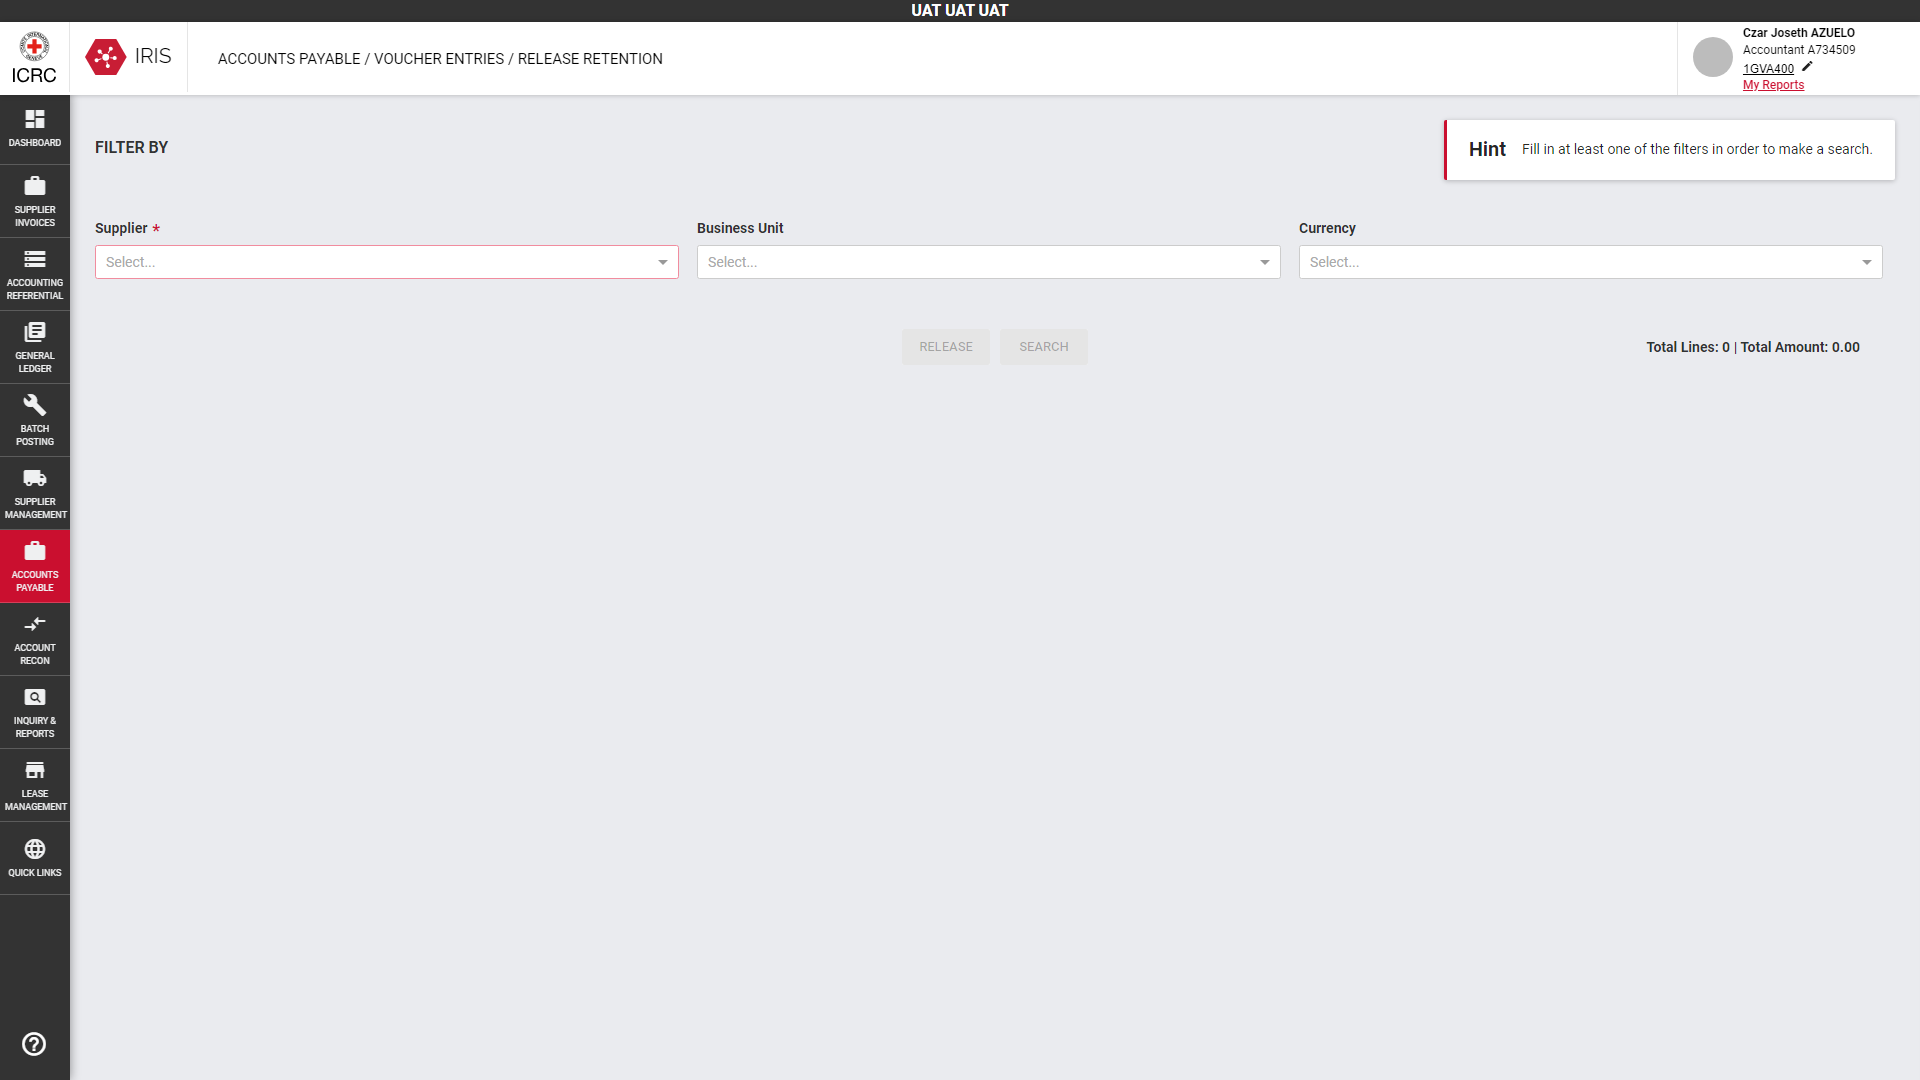 UAT UAT UAT
ICRC
IRIS
ACCOUNTS PAYABLE / VOUCHER ENTRIES / RELEASE RETENTION
Czar Joseth AZUELO
Accountant A734509
1GVA400
My Reports
DASHBOARD
SUPPLIER
INVOICES
ACCOUNTING
REFERENTIAL
GENERAL
LEDGER
BATCH
POSTING
SUPPLIER
MANAGEMENT
ACCOUNTS
PAYABLE
ACCOUNT
RECON
INQUIRY &
REPORTS
LEASE
MANAGEMENT
QUICK LINKS
FILTER BY
Hint Fill in at least one of the filters in order to make a search.
Supplier *
Select...
Business Unit
Select...
Currency
Select...
RELEASE
SEARCH
Total Lines: 0 | Total Amount: 0.00